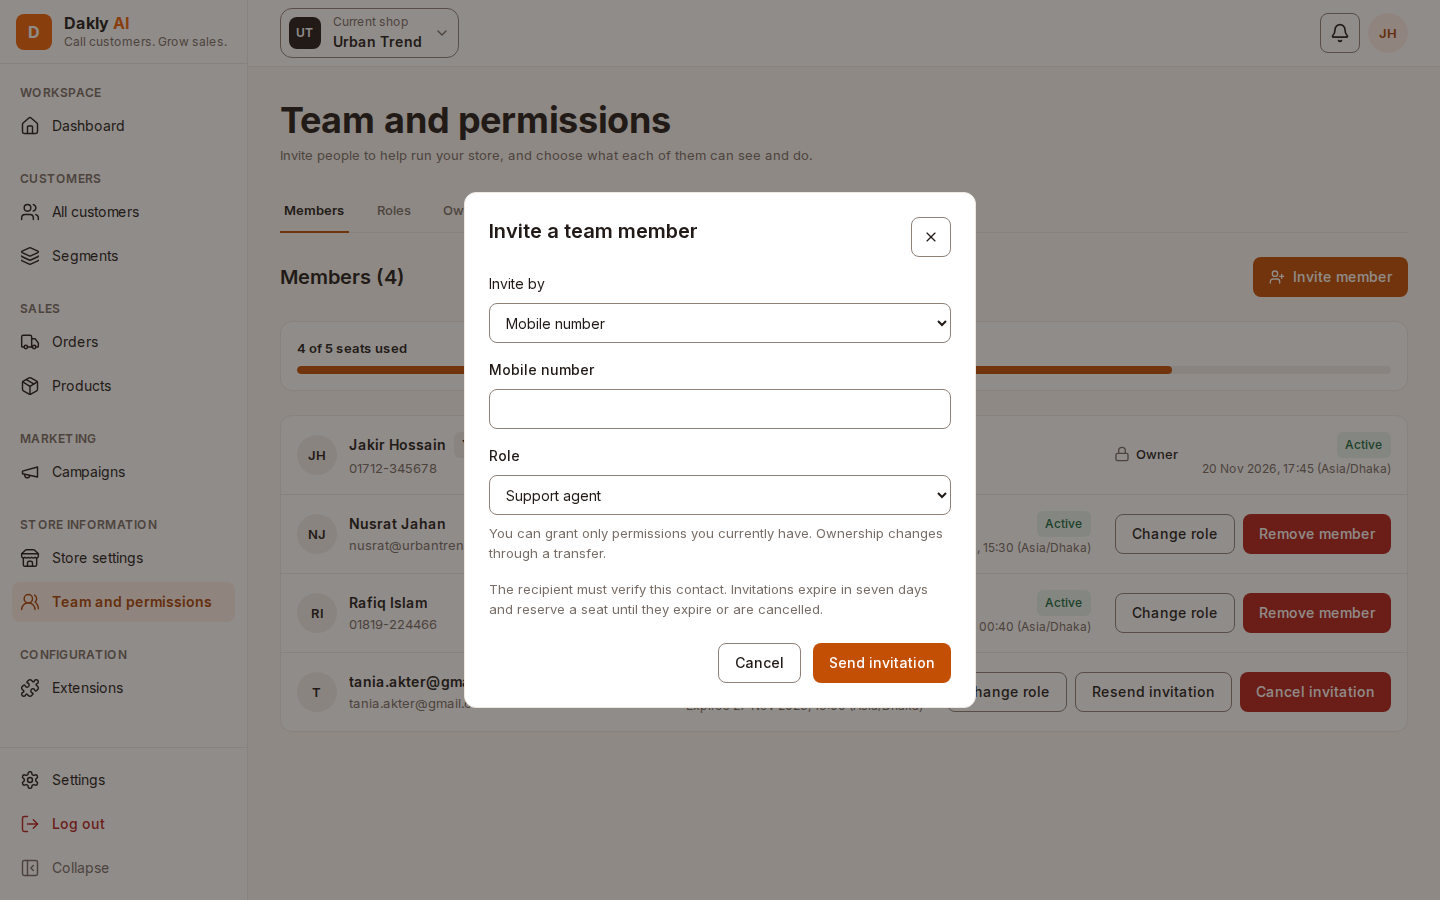 D
Dakly AI
Call customers. Grow sales.
UT
Current shop
Urban Trend
JH
WORKSPACE
Dashboard
CUSTOMERS
All customers
Segments
SALES
Orders
Products
MARKETING
Campaigns
STORE INFORMATION
Store settings
Team and permissions
CONFIGURATION
Extensions
Settings
Log out
Collapse
Team and permissions
Invite people to help run your store, and choose what each of them can see and do.
Members
Roles
Members (4)
Invite member
4 of 5 seats used
JH
Jakir Hossain
01712-345678
Owner
Active
20 Nov 2026, 17:45 (Asia/Dhaka)
NJ
Nusrat Jahan
Active
15:30 (Asia/Dhaka)
Change role
Remove member
RI
Rafiq Islam
01819-224466
Active
00:40 (Asia/Dhaka)
Change role
Remove member
T
Resend invitation
Cancel invitation
Invite a team member
Invite by
Mobile number
Mobile number
Role
Support agent
You can grant only permissions you currently have. Ownership changes
through a transfer.
The recipient must verify this contact. Invitations expire in seven days
and reserve a seat until they expire or are cancelled.
Cancel
Send invitation